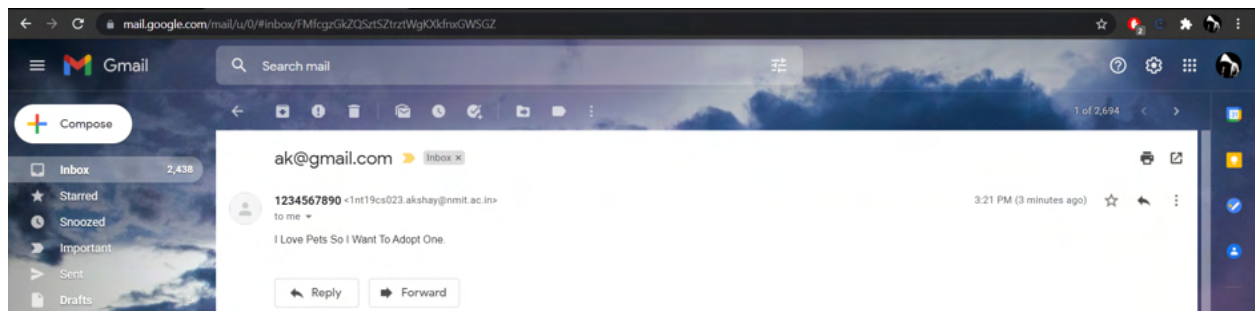 mail.google.com/mail/u/0/#inbox/FMfcgzGkZQSztSZtrztWgKXkfnxGWSGZ
2
Gmail
Search mail
Compose
1 of 2,694
31
Inbox 2,438
Starred
Snoozed
Important
Sent
Drafts
ak@gmail.com Inbox ×
1234567890 <1nt19cs023.akshay@nmit.ac.in> 3:21 PM (3 minutes ago)
to me
I Love Pets So I Want To Adopt One.
Reply Forward